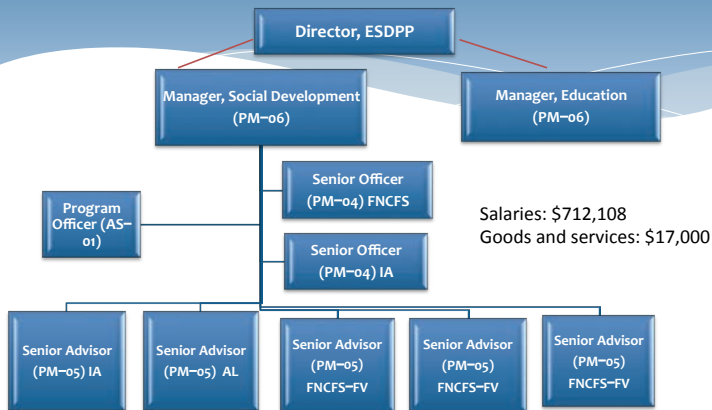 Director, ESDPP
Manager, Social Development
(PM–06)
Manager, Education
(PM–06)
Senior Officer
(PM–04) FNCFS
Program
Officer (AS–
01)
Salaries: $712,108
Goods and services: $17,000
Senior Officer
(PM–04) IA
Senior Advisor
(PM–05) IA
Senior Advisor
(PM–05) AL
Senior Advisor
(PM–05)
FNCFS–FV
Senior Advisor
(PM–05)
FNCFS–FV
Senior Advisor
(PM–05)
FNCFS–FV